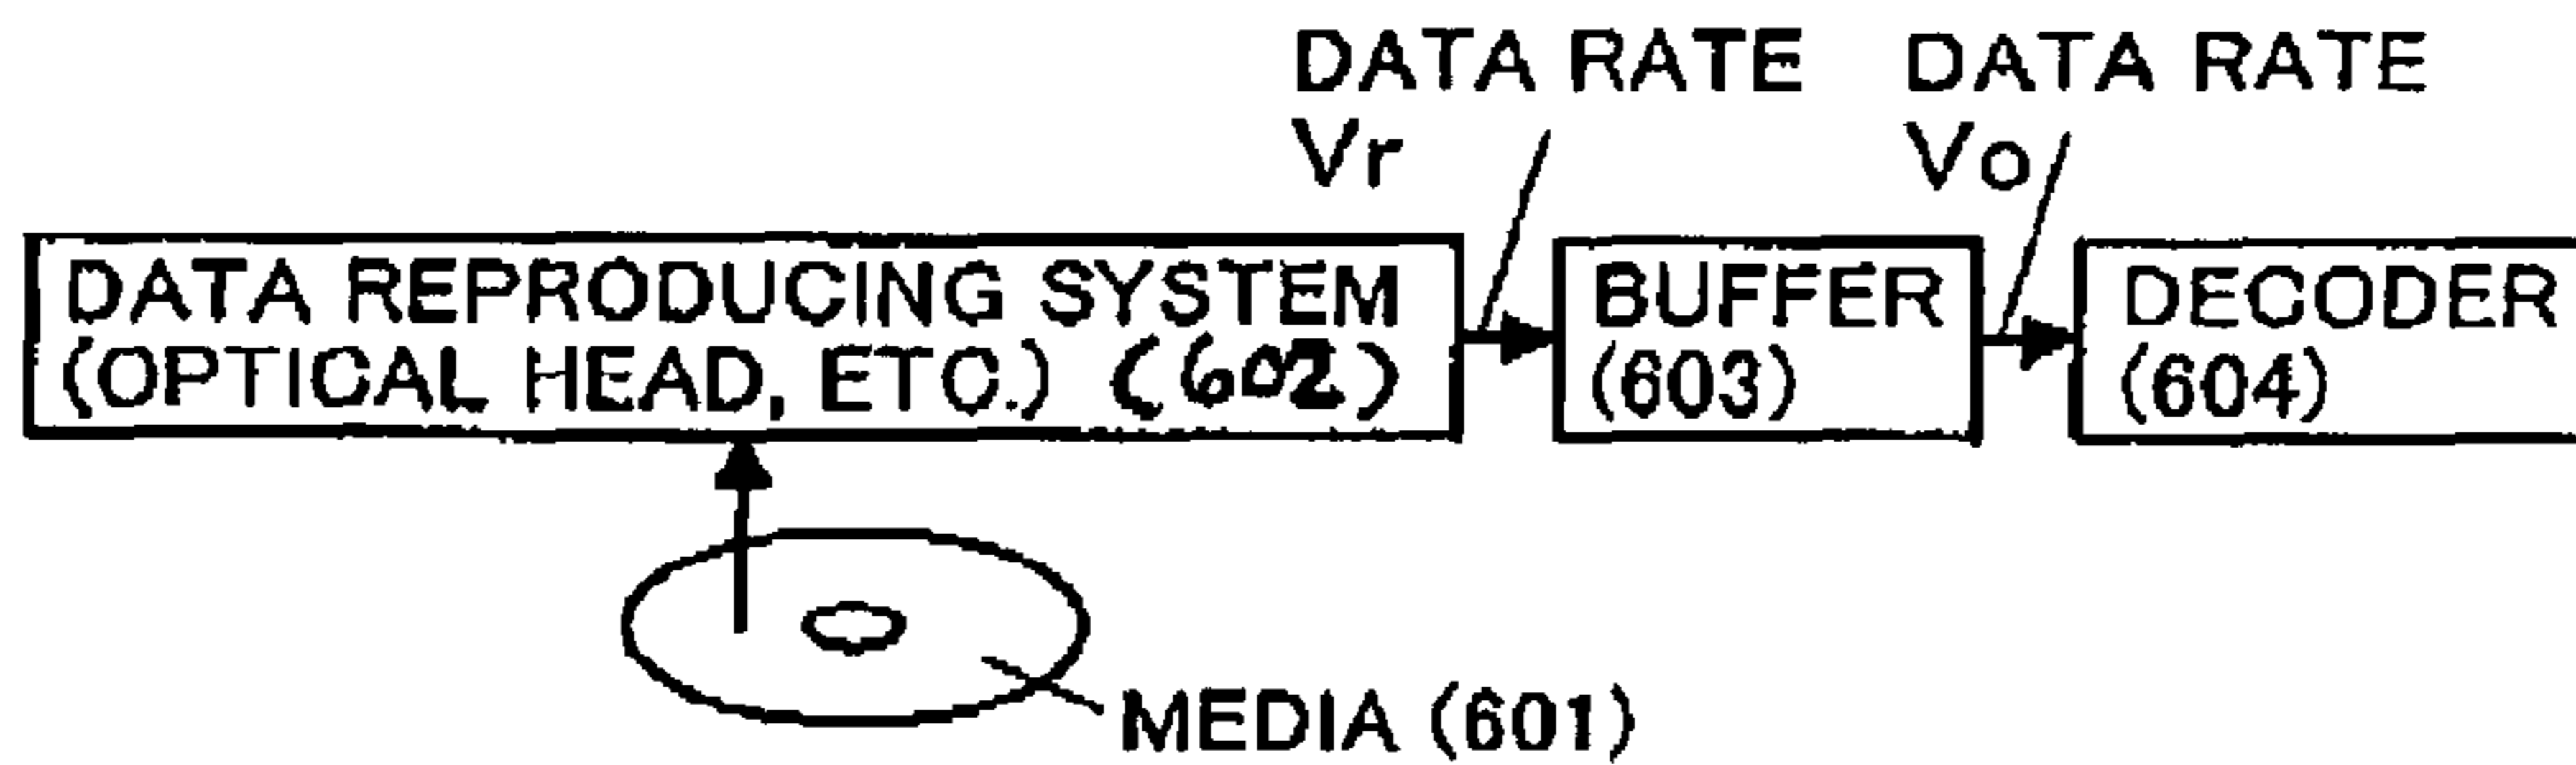 DATA RATE
Vr
DATA RATE
Vo
DATA REPRODUCING SYSTEM
(OPTICAL HEAD, ETC.) (602)
BUFFER
(603)
DECODER
(604)
MEDIA (601)